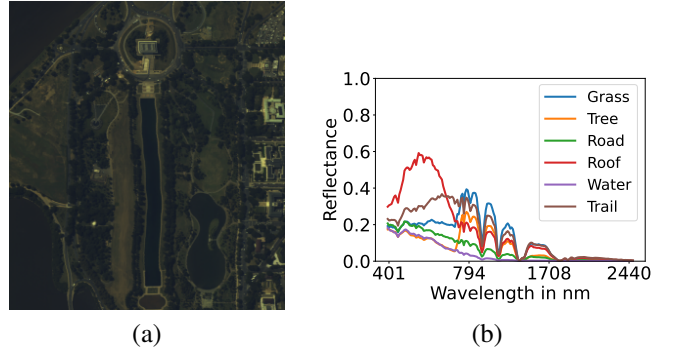 1.0
0.8
0.6
0.4
0.2
0.0
Reflectance
Grass
Tree
Road
Roof
Water
Trail
401 794 1708 2440
Wavelength in nm
(a) (b)